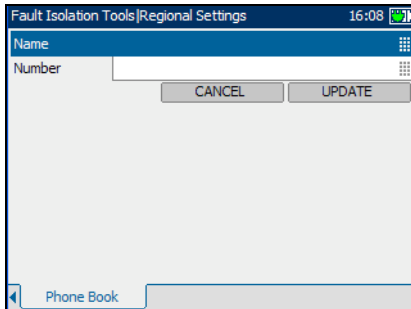 Fault Isolation Tools|Regional Settings 16:08
Name
Number
CANCEL UPDATE
Phone Book